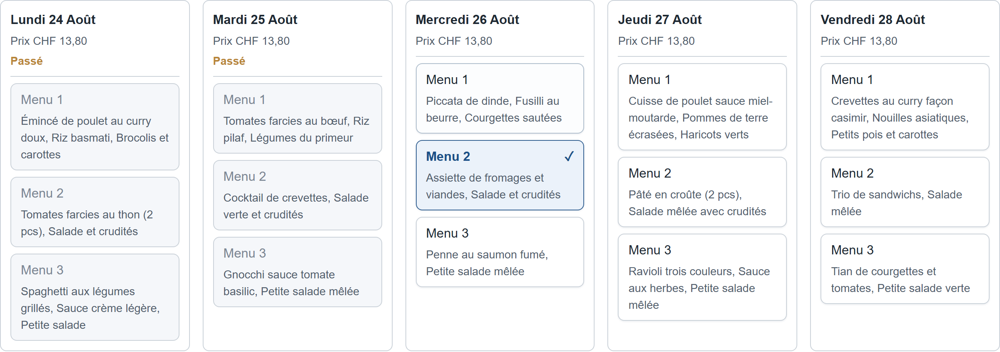 Lundi 24 Août
Prix CHF 13,80
Passé
Menu 1
Émincé de poulet au curry
doux, Riz basmati, Brocolis et
carottes
Menu 2
Tomates farcies au thon (2
pcs), Salade et crudités
Menu 3
Spaghetti aux légumes
grillés, Sauce crème légère,
Petite salade
Mardi 25 Août
Prix CHF 13,80
Passé
Menu 1
Tomates farcies au bœuf, Riz
pilaf, Légumes du primeur
Menu 2
Cocktail de crevettes, Salade
verte et crudités
Menu 3
Gnocchi sauce tomate
basilic, Petite salade mêlée
Mercredi 26 Août
Prix CHF 13,80
Menu 1
Piccata de dinde, Fusilli au
beurre, Courgettes sautées
Menu 2 ✓
Assiette de fromages et
viandes, Salade et crudités
Menu 3
Penne au saumon fumé,
Petite salade mêlée
Jeudi 27 Août
Prix CHF 13,80
Menu 1
Cuisse de poulet sauce miel-
moutarde, Pommes de terre
écrasées, Haricots verts
Menu 2
Pâté en croûte (2 pcs),
Salade mêlée avec crudités
Menu 3
Ravioli trois couleurs, Sauce
aux herbes, Petite salade
mêlée
Vendredi 28 Août
Prix CHF 13,80
Menu 1
Crevettes au curry façon
casimir, Nouilles asiatiques,
Petits pois et carottes
Menu 2
Trio de sandwichs, Salade
mêlée
Menu 3
Tian de courgettes et
tomates, Petite salade verte